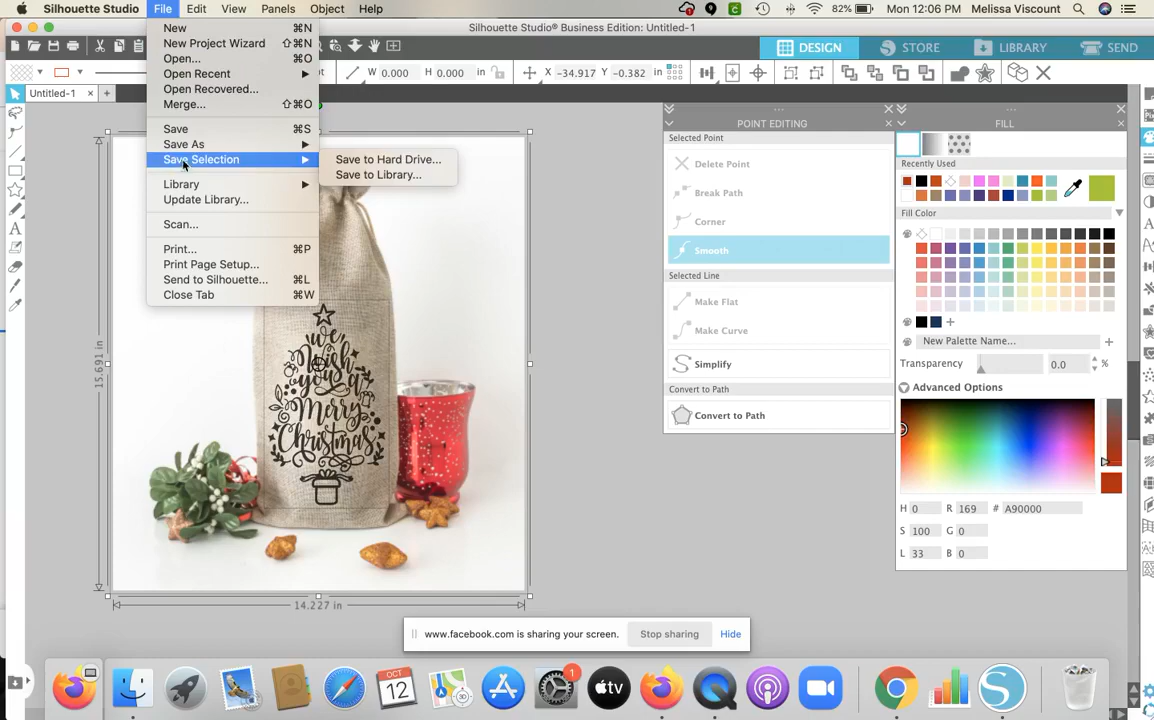 Silhouette Studio File Edit View Panels Object Help
82% Mon 12:06 PM Melissa Viscount
Silhouette Studio® Business Edition: Untitled-1
DESIGN STORE LIBRARY SEND
W 0.000 H 0.000 in X -34.917 Y -0.382 in
Untitled-1 × +
New ⌘N
New Project Wizard ⇧⌘N
Open... ⌘O
Open Recent
Open Recovered...
Merge... ⇧⌘O
Save ⌘S
Save As
Save Selection
Save to Hard Drive...
Save to Library...
Library
Update Library...
Scan...
Print... ⌘P
Print Page Setup...
Send to Silhouette... ⌘L
Close Tab ⌘W
15.691 in
14.227 in
we
Wish
you a
Merry
Christmas
POINT EDITING
Selected Point
Delete Point
Break Path
Corner
Smooth
Selected Line
Make Flat
Make Curve
Simplify
Convert to Path
Convert to Path
FILL
Recently Used
Fill Color
New Palette Name...
Transparency 0.0 %
Advanced Options
H 0 R 169 # A90000
S 100 G 0
L 33 B 0
www.facebook.com is sharing your screen. Stop sharing Hide
OCT
12
3D
1
tv